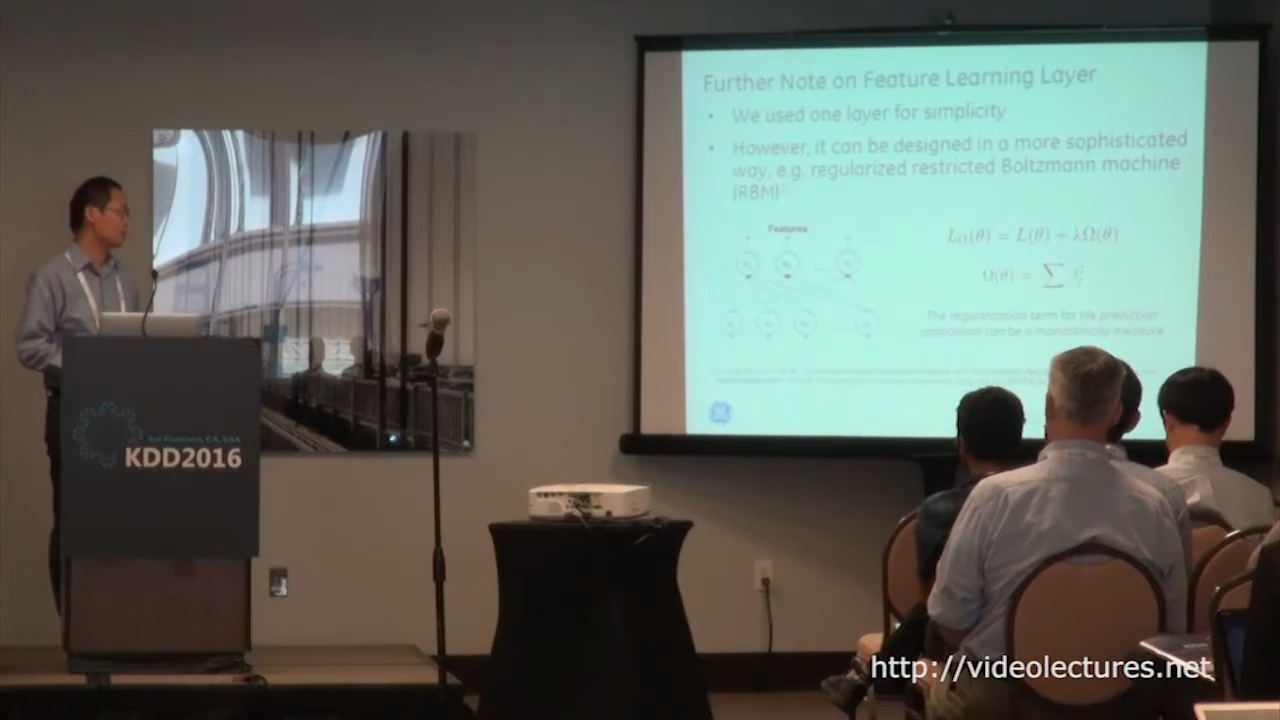 Further Note on Feature Learning Layer
• We used one layer for simplicity
• However, it can be designed in a more sophisticated
way, e.g. regularized restricted Boltzmann machine
(RBM)
Features
L_Ω(θ) = L(θ) + λΩ(θ)
Ω(θ) = ∑
The regularization term for life prediction
application can be a monotonicity measure
San Francisco, CA, USA
KDD2016
http://videolectures.net